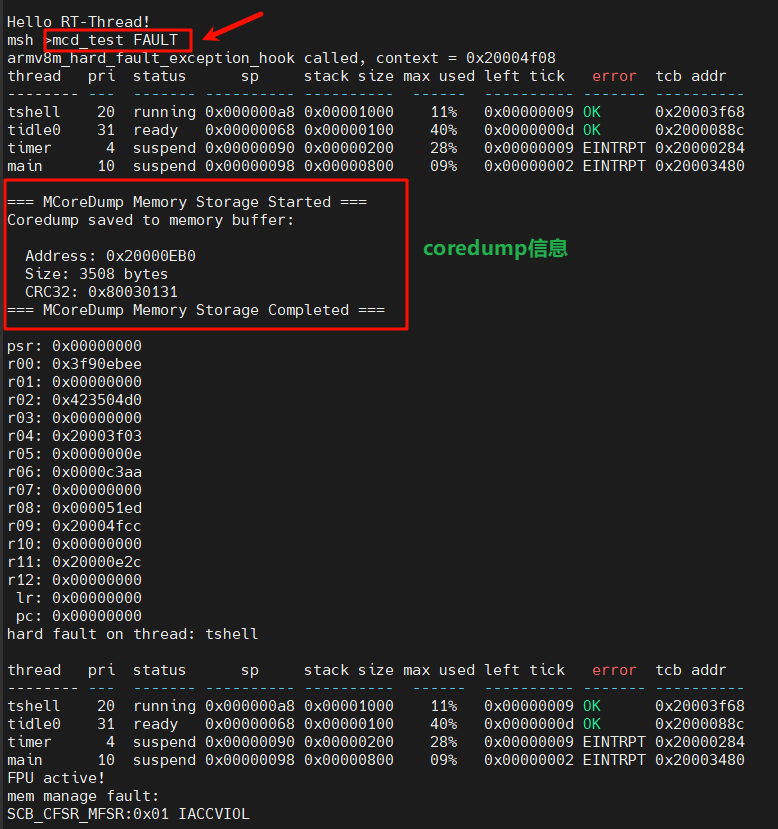 Hello RT-Thread!
msh >mcd_test FAULT
armv8m_hard_fault_exception_hook called, context = 0x20004f08
thread   pri  status      sp     stack size max used left tick   error  tcb addr
-------- ---  ------- ---------- ----------  ------  ---------- ------- ----------
tshell    20  running 0x000000a8 0x00001000    11%   0x00000009 OK      0x20003f68
tidle0    31  ready   0x00000068 0x00000100    40%   0x0000000d OK      0x2000088c
timer      4  suspend 0x00000090 0x00000200    28%   0x00000009 EINTRPT 0x20000284
main      10  suspend 0x00000098 0x00000800    09%   0x00000002 EINTRPT 0x20003480
=== MCoreDump Memory Storage Started ===
Coredump saved to memory buffer:
coredump信息
Address: 0x20000EB0
Size: 3508 bytes
CRC32: 0x80030131
=== MCoreDump Memory Storage Completed ===
psr: 0x00000000
r00: 0x3f90ebee
r01: 0x00000000
r02: 0x423504d0
r03: 0x00000000
r04: 0x20003f03
r05: 0x0000000e
r06: 0x0000c3aa
r07: 0x00000000
r08: 0x000051ed
r09: 0x20004fcc
r10: 0x00000000
r11: 0x20000e2c
r12: 0x00000000
lr: 0x00000000
pc: 0x00000000
hard fault on thread: tshell
thread   pri  status      sp     stack size max used left tick   error  tcb addr
-------- ---  ------- ---------- ----------  ------  ---------- ------- ----------
tshell    20  running 0x000000a8 0x00001000    11%   0x00000009 OK      0x20003f68
tidle0    31  ready   0x00000068 0x00000100    40%   0x0000000d OK      0x2000088c
timer      4  suspend 0x00000090 0x00000200    28%   0x00000009 EINTRPT 0x20000284
main      10  suspend 0x00000098 0x00000800    09%   0x00000002 EINTRPT 0x20003480
FPU active!
mem manage fault:
SCB_CFSR_MFSR:0x01 IACCVIOL